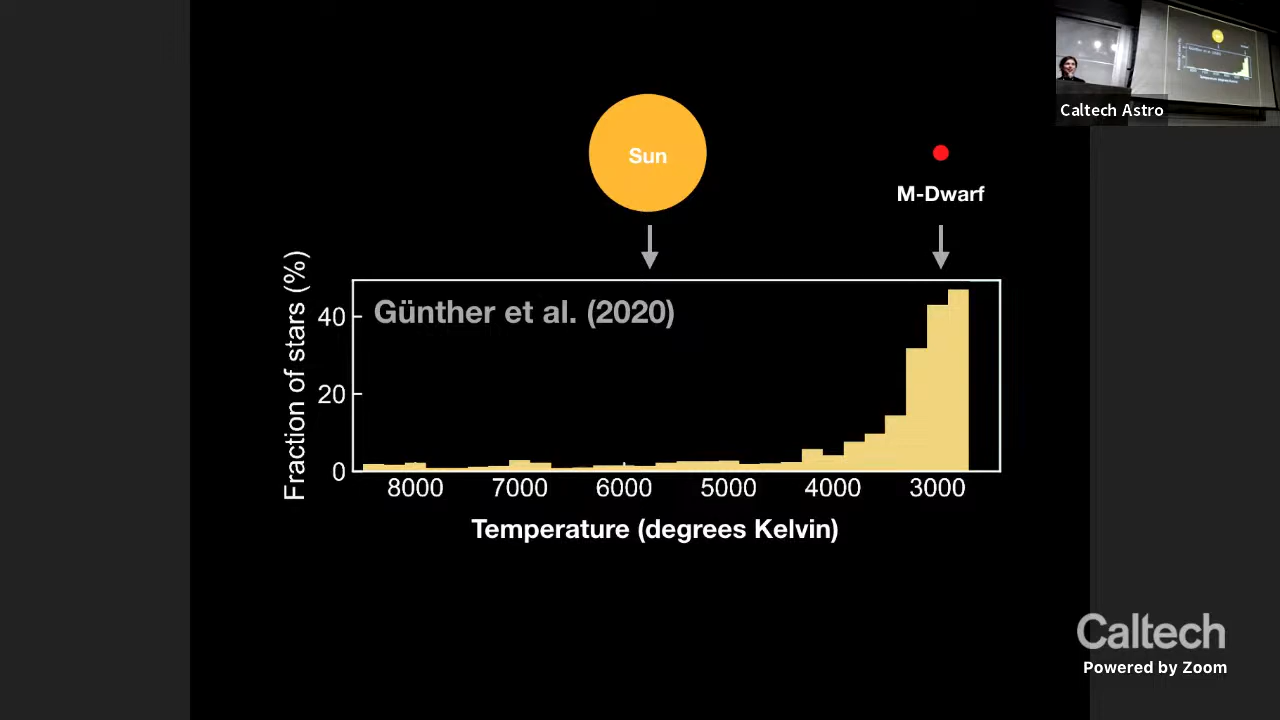 Caltech Astro
Sun
M-Dwarf
Günther et al. (2020)
Fraction of stars (%)
40
20
0
8000 7000 6000 5000 4000 3000
Temperature (degrees Kelvin)
Caltech
Powered by Zoom